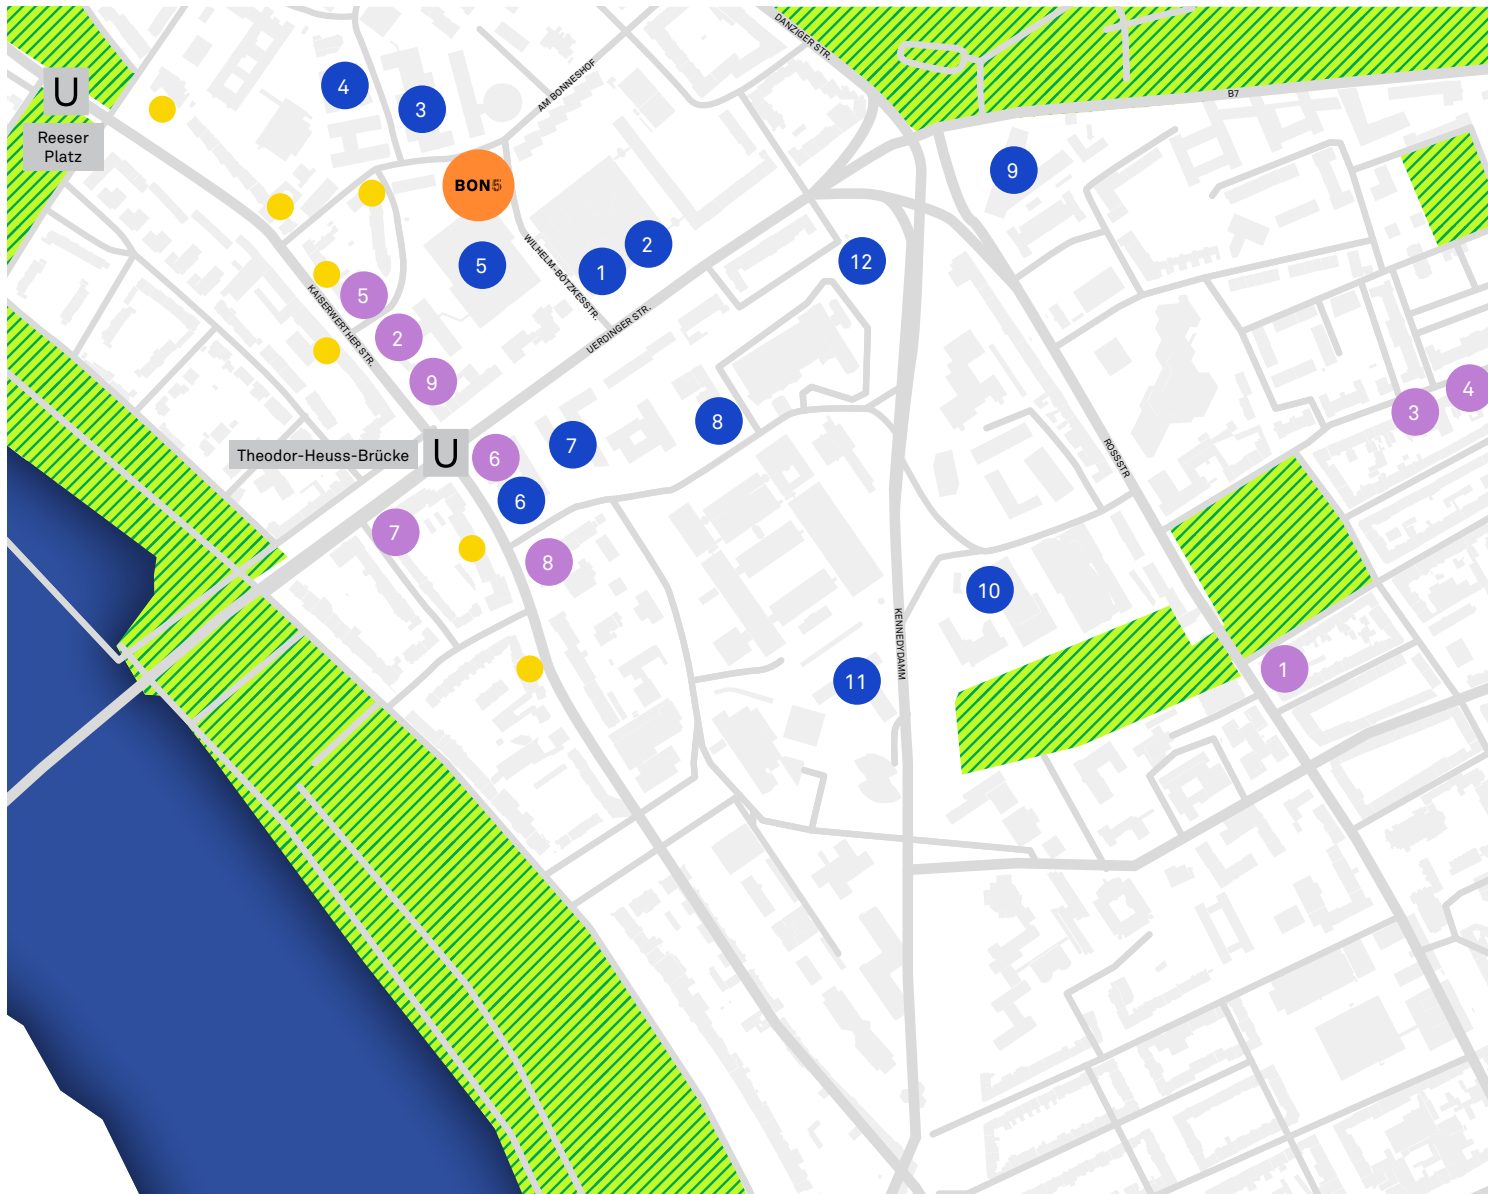 DANZIGER STR.
U
Reeser
Platz
4
3
AM BONNESHOF
B7
BON5
9
2
12
5
1
WILHELM-BÖTZKESSTR.
5
KAISERWERTHER STR.
2
UERDINGER STR.
9
4
3
8
7
Theodor-Heuss-Brücke
U
6
ROSSSTR
6
7
8
10
KENNEDYDAMM
11
1